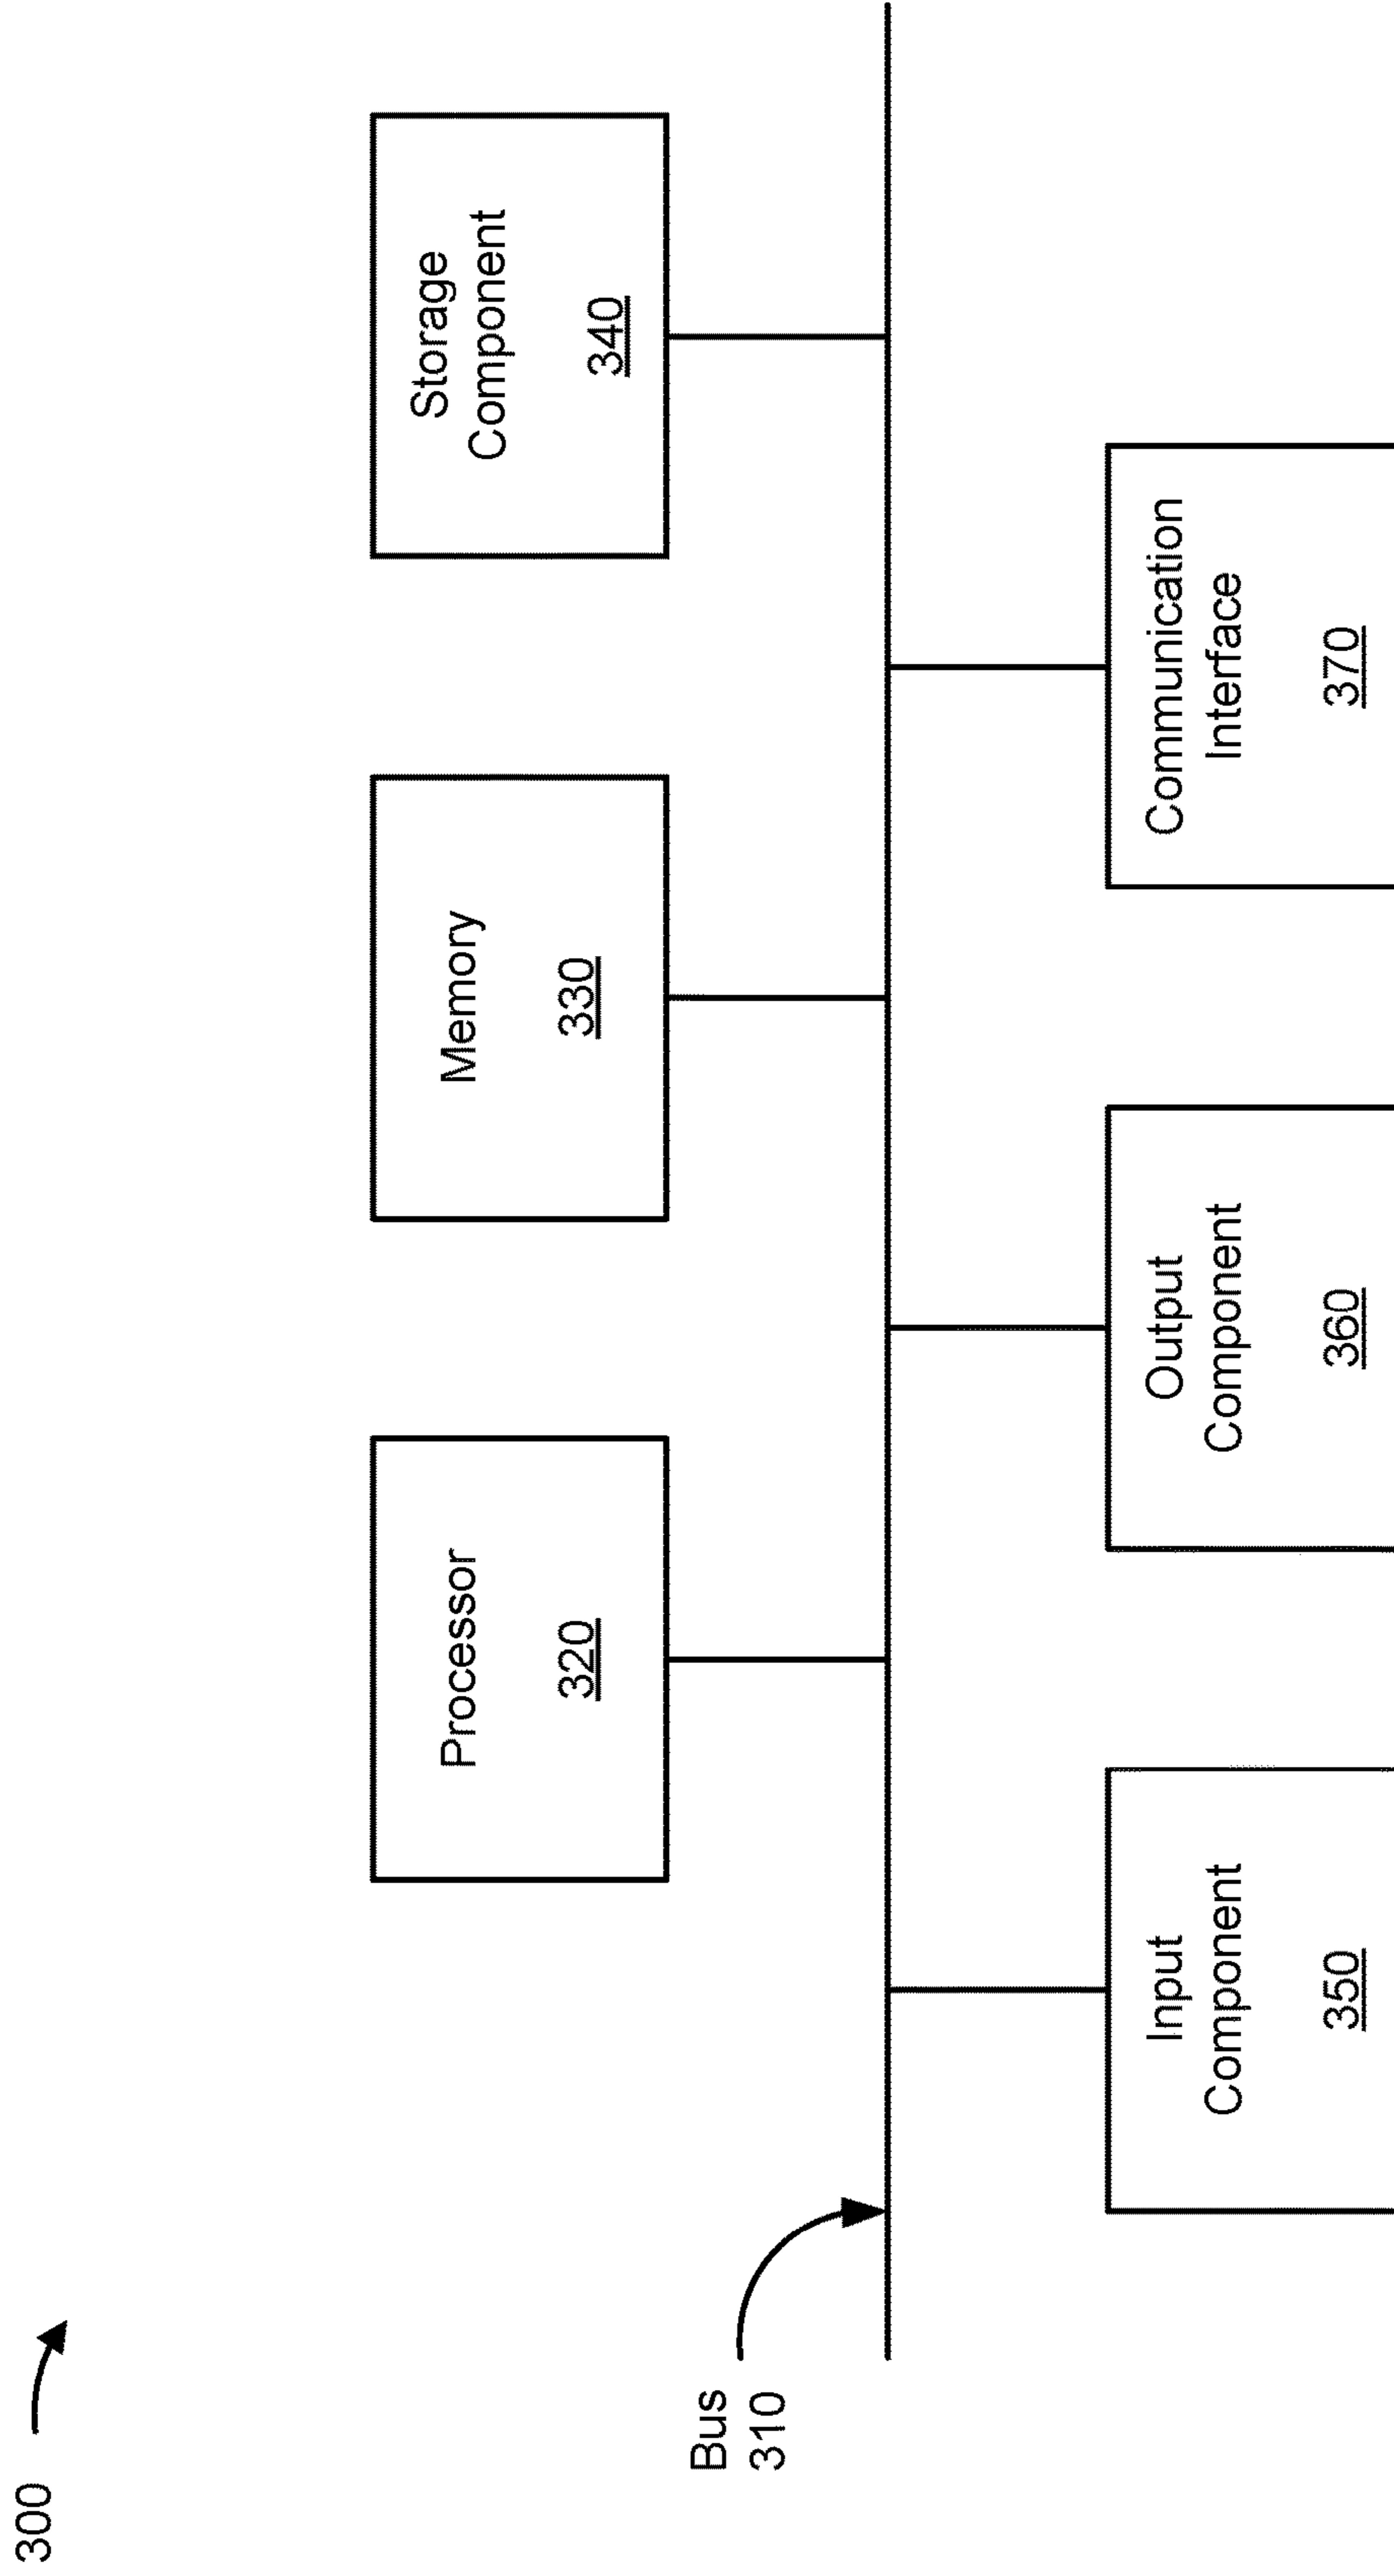 300
Processor
320
Memory
330
Storage
Component
340
Bus
310
Input
Component
350
Output
Component
360
Communication
Interface
370